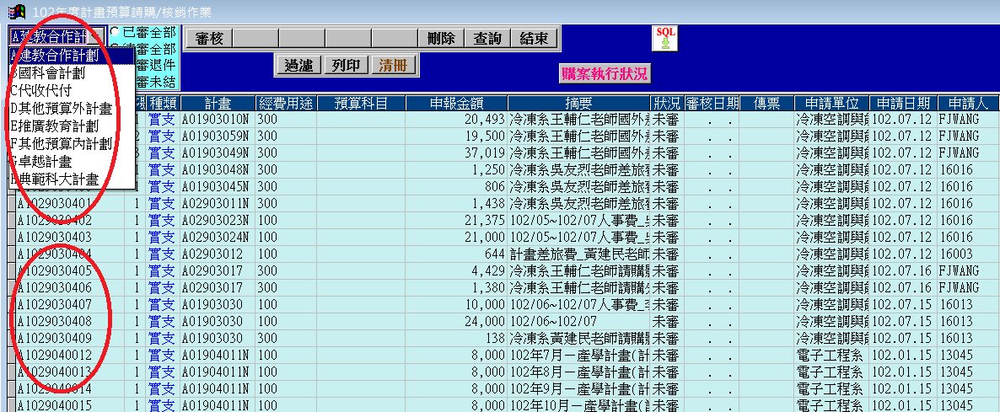 102年度計畫預算請購/核銷作業
A建教合作計
已審全部
審全部
審退件
審未結
審核 刪除 查詢 結束
過濾 列印 清冊
SQL
購案執行狀況
A建教合作計劃
B國科會計劃
C代收代付
D其他預算外計畫
E推廣教育計劃
F其他預算內計劃
G卓越計畫
H典範科大計畫
種類 計畫 經費用途 預算科目 申報金額 摘要 狀況 審核日期 傳票 申請單位 申請日期 申請人
實支 A01903010N 300 20,493 冷凍系王輔仁老師國外 未審 . . 冷凍空調與 102.07.12 FJWANG
實支 A01903059N 300 19,500 冷凍系王輔仁老師國外 未審 . . 冷凍空調與 102.07.12 FJWANG
實支 A01903049N 300 37,019 冷凍系王輔仁老師國外 未審 . . 冷凍空調與 102.07.12 FJWANG
實支 A01903048N 300 1,250 冷凍系吳友烈老師差旅 未審 . . 冷凍空調與 102.07.12 16016
實支 A01903045N 300 806 冷凍系吳友烈老師差旅 未審 . . 冷凍空調與 102.07.12 16016
A1029030401 1 實支 A02903011N 300 1,438 冷凍系吳友烈老師差旅 未審 . . 冷凍空調與 102.07.12 16016
A1029030402 1 實支 A02903023N 100 21,375 102/05~102/07人事費_ 未審 . . 冷凍空調與 102.07.12 16016
A1029030403 1 實支 A02903024N 100 21,000 102/05~102/07人事費_ 未審 . . 冷凍空調與 102.07.12 16016
A1029030404 1 實支 A02903012 100 644 計畫差旅費_黃建民老師 未審 . . 冷凍空調與 102.07.12 16003
A1029030405 1 實支 A02903017 300 4,429 冷凍系王輔仁老師請購 未審 . . 冷凍空調與 102.07.16 FJWANG
A1029030406 1 實支 A02903017 300 1,380 冷凍系王輔仁老師請購 未審 . . 冷凍空調與 102.07.16 FJWANG
A1029030407 1 實支 A01903030 100 10,000 102/06~102/07人事費_ 未審 . . 冷凍空調與 102.07.15 16013
A1029030408 1 實支 A01903030 100 24,000 102/06~102/07 未審 . . 冷凍空調與 102.07.15 16013
A1029030409 1 實支 A01903030 300 138 冷凍系黃建民老師請購 未審 . . 冷凍空調與 102.07.15 16013
A1029040012 1 實支 A01904011N 100 8,000 102年7月－產學計畫(計 未審 . . 電子工程系 102.01.15 13045
A1029040013 1 實支 A01904011N 100 8,000 102年8月－產學計畫(計 未審 . . 電子工程系 102.01.15 13045
A1029040014 1 實支 A01904011N 100 8,000 102年9月－產學計畫(計 未審 . . 電子工程系 102.01.15 13045
A1029040015 1 實支 A01904011N 100 8,000 102年10月－產學計畫(計 未審 . . 電子工程系 102.01.15 13045